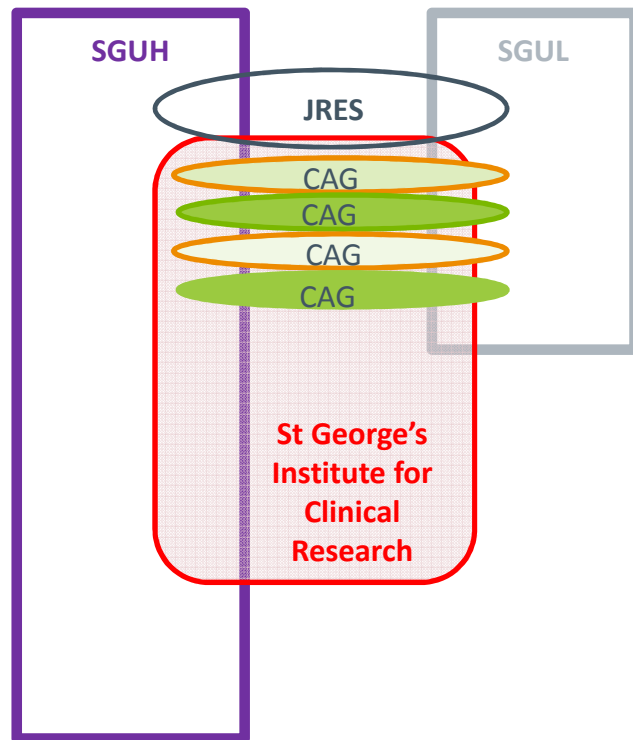 SGUH
SGUL
JRES
CAG
CAG
CAG
CAG
St George’s
Institute for
Clinical
Research